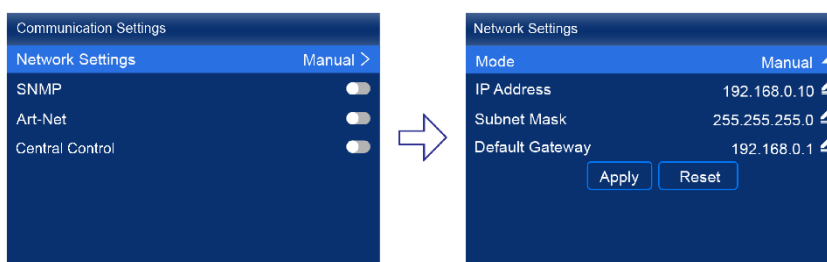 Communication Settings
Network Settings Manual >
SNMP
Art-Net
Central Control
Network Settings
Mode Manual
IP Address 192.168.0.10
Subnet Mask 255.255.255.0
Default Gateway 192.168.0.1
Apply Reset